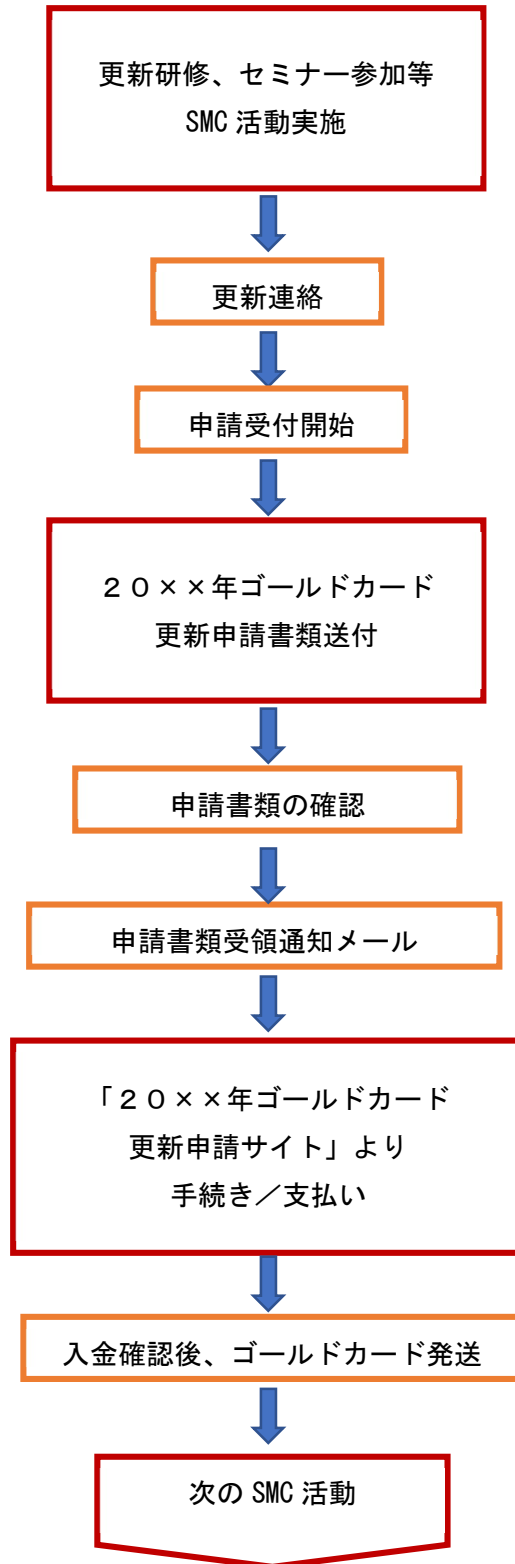 更新研修、セミナー参加等
SMC 活動実施
更新連絡
申請受付開始
２０××年ゴールドカード
更新申請書類送付
申請書類の確認
申請書類受領通知メール
「２０××年ゴールドカード
更新申請サイト」より
手続き／支払い
入金確認後、ゴールドカード発送
次の SMC 活動